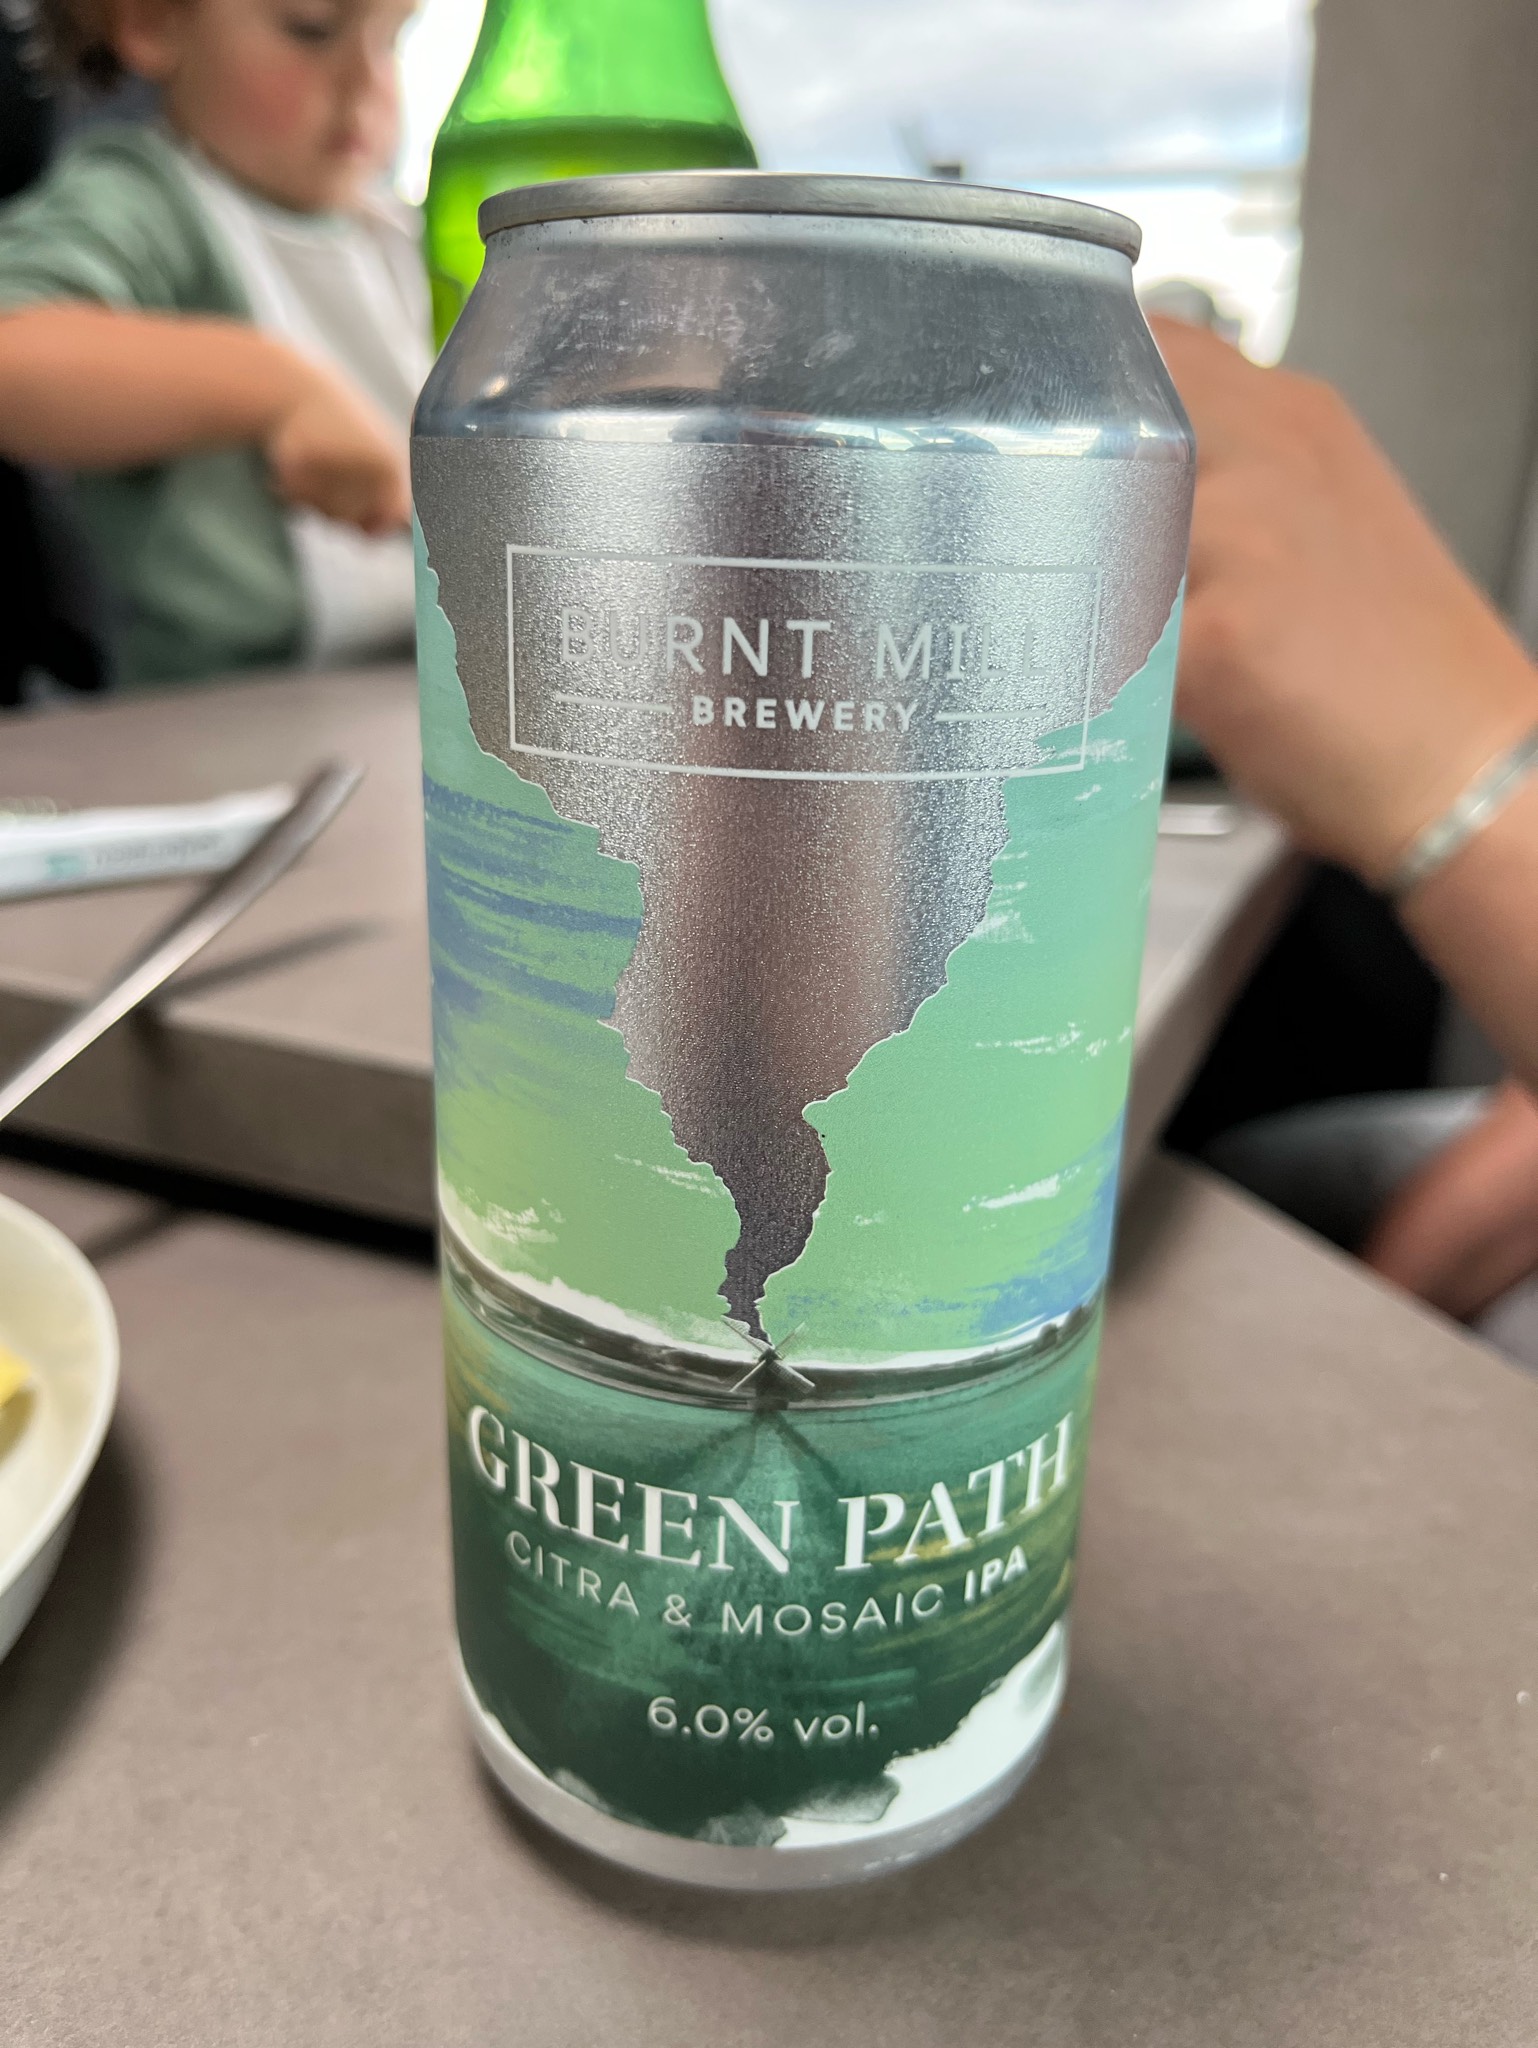 BURNT MILL
BREWERY
GREEN PATH
CITRA & MOSAIC IPA
6.0% vol.